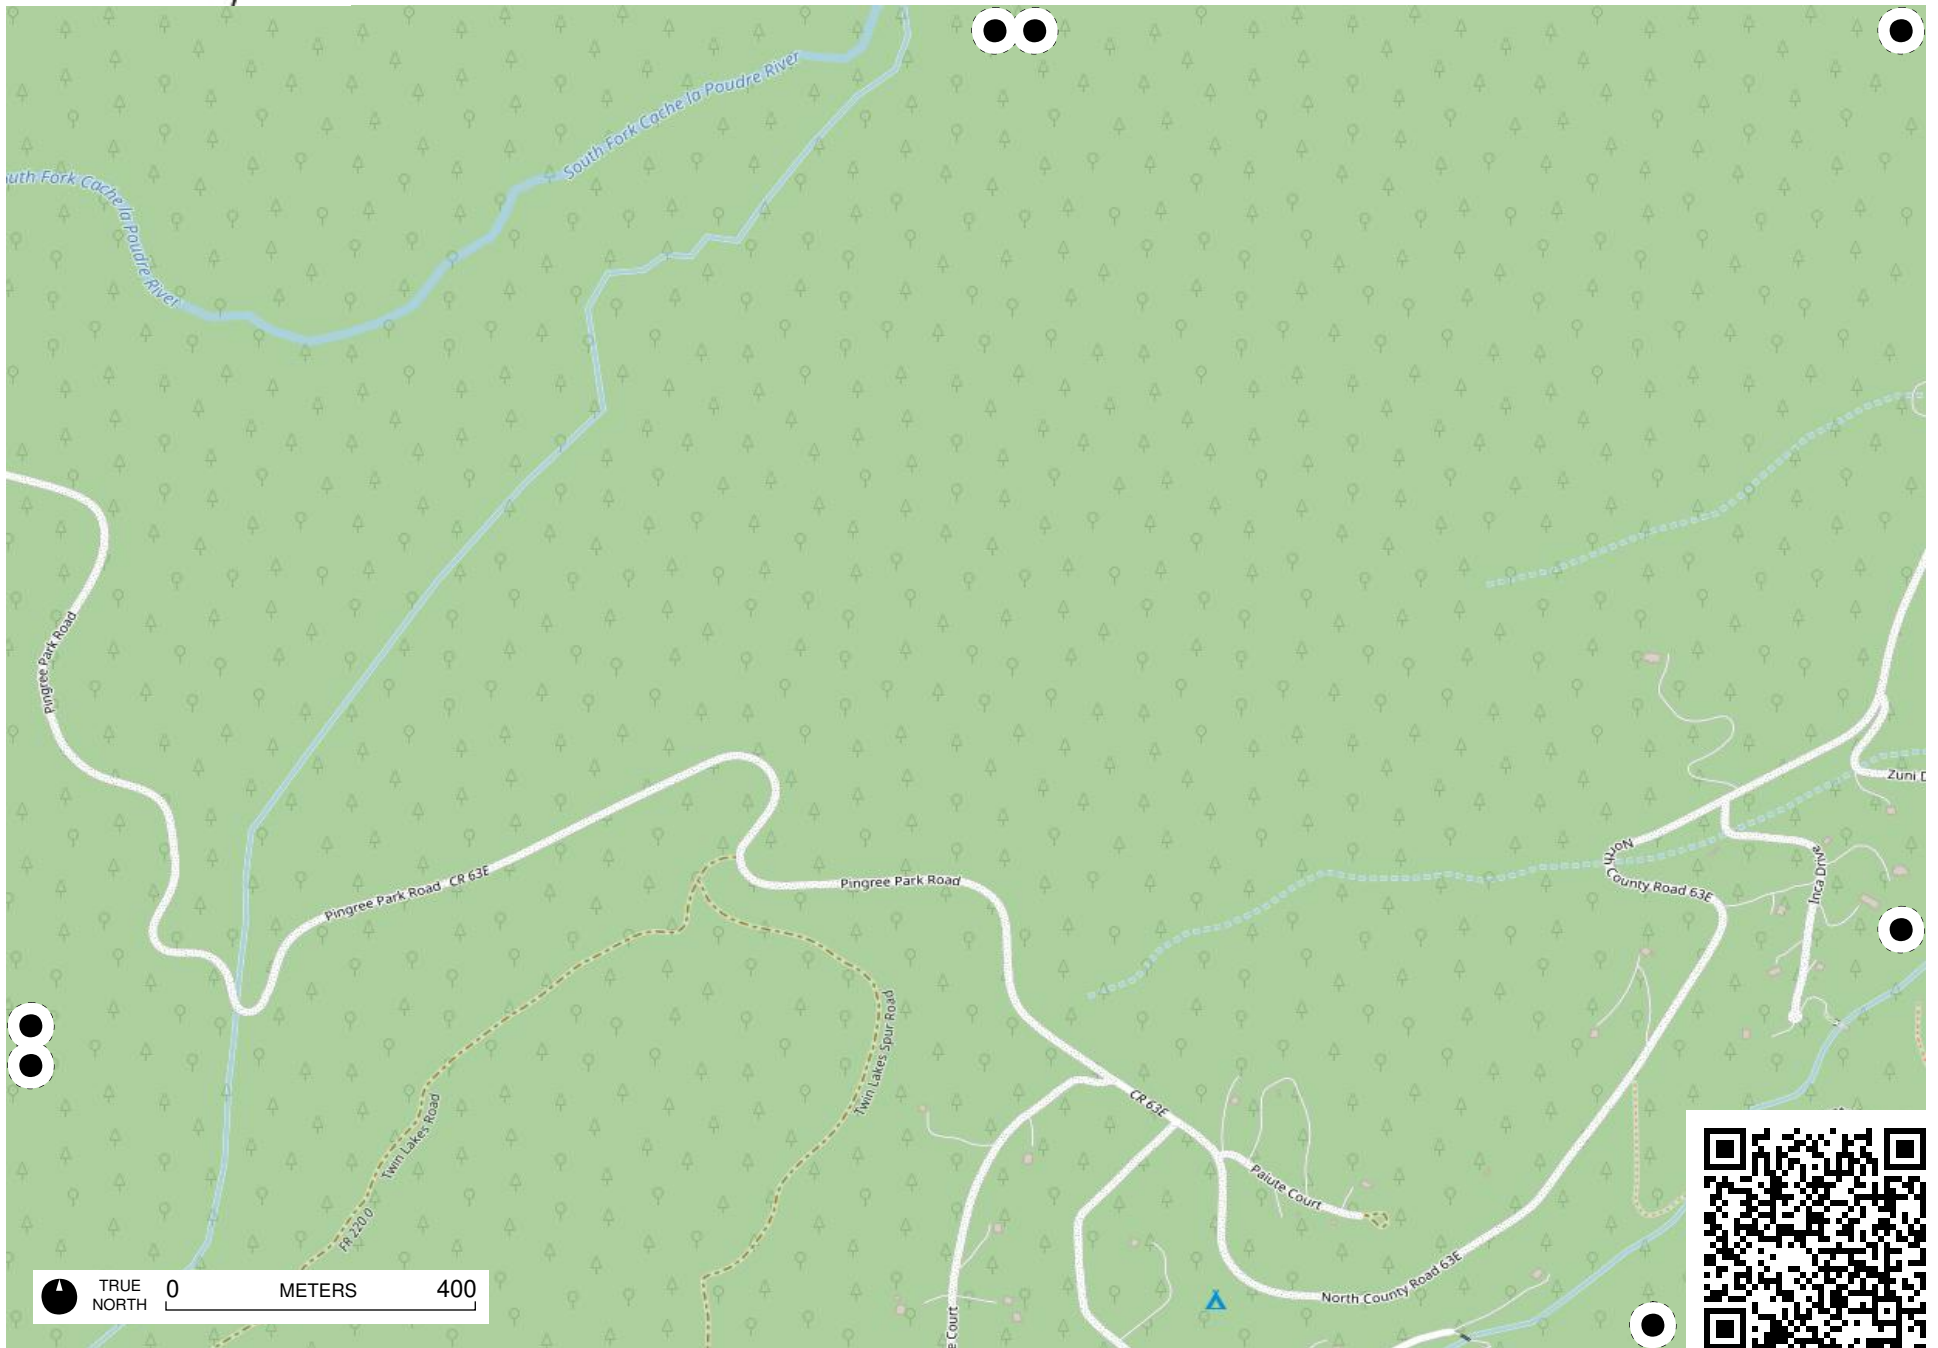 South Fork Cache la Poudre River
outh Fork Cache la Poudre River
Pingree Park Road
Zuni D
North
County Road 63E
Inca Drive
Pingree Park Road CR 63E
Pingree Park Road
Twin Lakes Spur Road
Twin Lakes Road
CR 63E
Paiute Court
FR 220.0
North County Road 63E
e Court
TRUE
NORTH
0 METERS 400